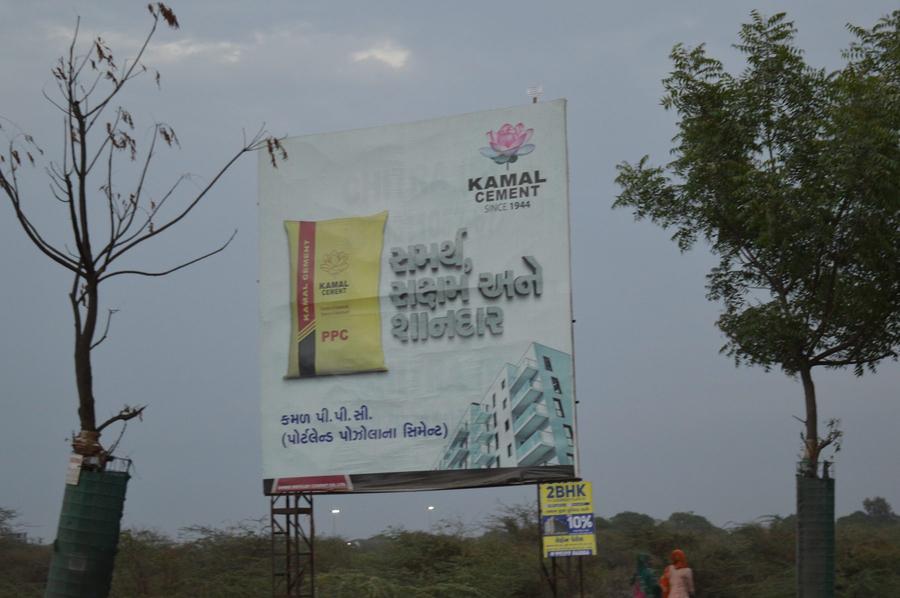 KAMAL
CEMENT
SINCE 1944
KAMAL CEMENT
KAMAL
CEMENT
PPC
સમર્થ,
સક્ષમ અને
શાનદાર
કમળ પી.પી.સી.
(પોર્ટલેન્ડ પોઝોલાના સિમેન્ટ)
2BHK
10%